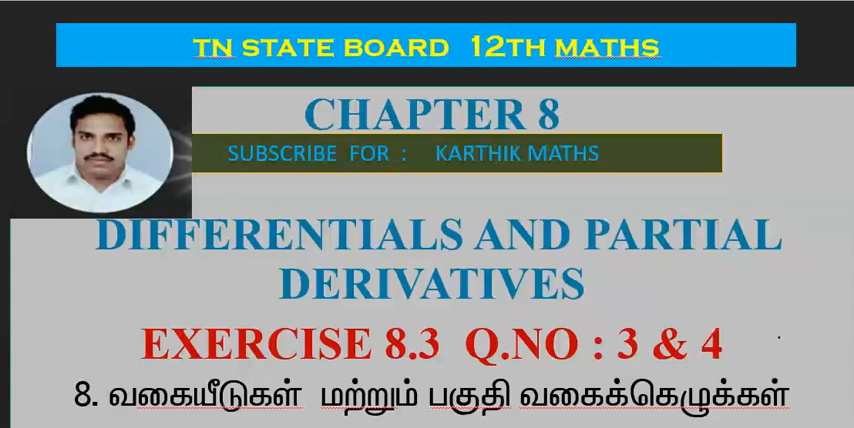 TN STATE BOARD 12TH MATHS
CHAPTER 8
SUBSCRIBE FOR : KARTHIK MATHS
DIFFERENTIALS AND PARTIAL
DERIVATIVES
EXERCISE 8.3 Q.NO : 3 & 4
8. வகையீடுகள் மற்றும் பகுதி வகைக்கெழுக்கள்